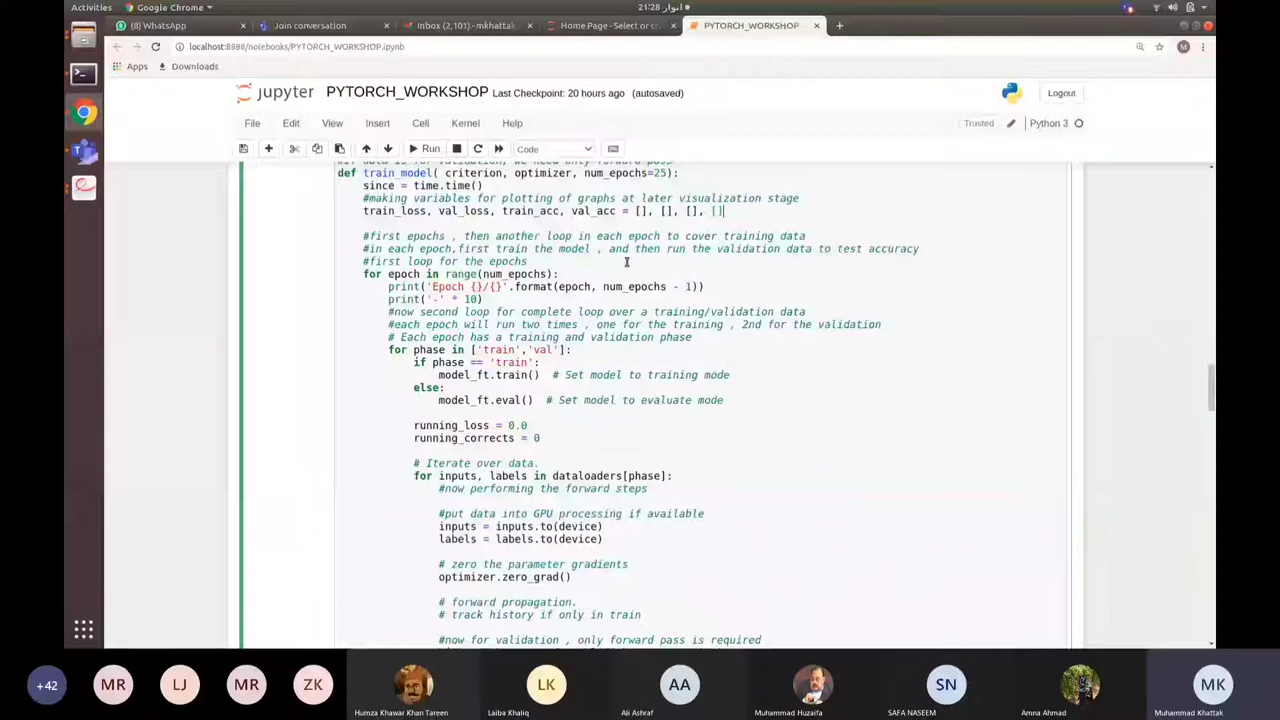 Activities
Google Chrome
21:28 اتوار ●
(8) WhatsApp
Join conversation
Inbox (2,101) - mkhattak
Home Page - Select or cr
PYTORCH_WORKSHOP
localhost:8888/notebooks/PYTORCH_WORKSHOP.ipynb
M
Apps
Downloads
jupyter
PYTORCH_WORKSHOP
Last Checkpoint: 20 hours ago (autosaved)
Logout
File
Edit
View
Insert
Cell
Kernel
Help
Trusted
Python 3
Run
Code
#if data is for validation, we need only forward pass
def train_model( criterion, optimizer, num_epochs=25):
since = time.time()
#making variables for plotting of graphs at later visualization stage
train_loss, val_loss, train_acc, val_acc = [], [], [], []
#first epochs , then another loop in each epoch to cover training data
#in each epoch,first train the model , and then run the validation data to test accuracy
#first loop for the epochs
for epoch in range(num_epochs):
print('Epoch {}/{}'.format(epoch, num_epochs - 1))
print('-' * 10)
#now second loop for complete loop over a training/validation data
#each epoch will run two times , one for the training , 2nd for the validation
# Each epoch has a training and validation phase
for phase in ['train','val']:
if phase == 'train':
model_ft.train()  # Set model to training mode
else:
model_ft.eval()  # Set model to evaluate mode
running_loss = 0.0
running_corrects = 0
# Iterate over data.
for inputs, labels in dataloaders[phase]:
#now performing the forward steps
#put data into GPU processing if available
inputs = inputs.to(device)
labels = labels.to(device)
# zero the parameter gradients
optimizer.zero_grad()
# forward propagation.
# track history if only in train
#now for validation , only forward pass is required
+42
MR
LJ
MR
ZK
LK
AA
SN
MK
Humza Khawar Khan Tareen
Laiba Khaliq
Ali Ashraf
Muhammad Huzaifa
SAFA NASEEM
Amna Ahmad
Muhammad Khattak